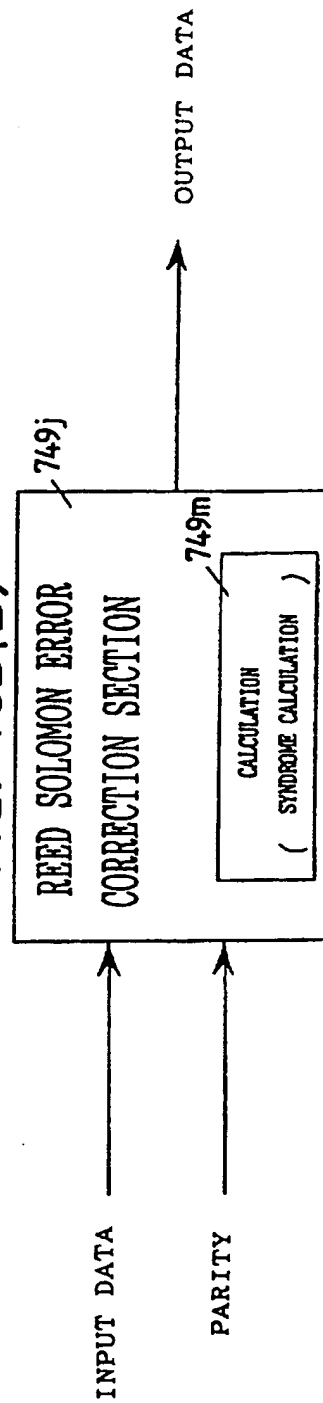 749j
REED SOLOMON ERROR
CORRECTION SECTION
749m
CALCULATION
( SYNDROME CALCULATION )
INPUT DATA
PARITY
OUTPUT DATA